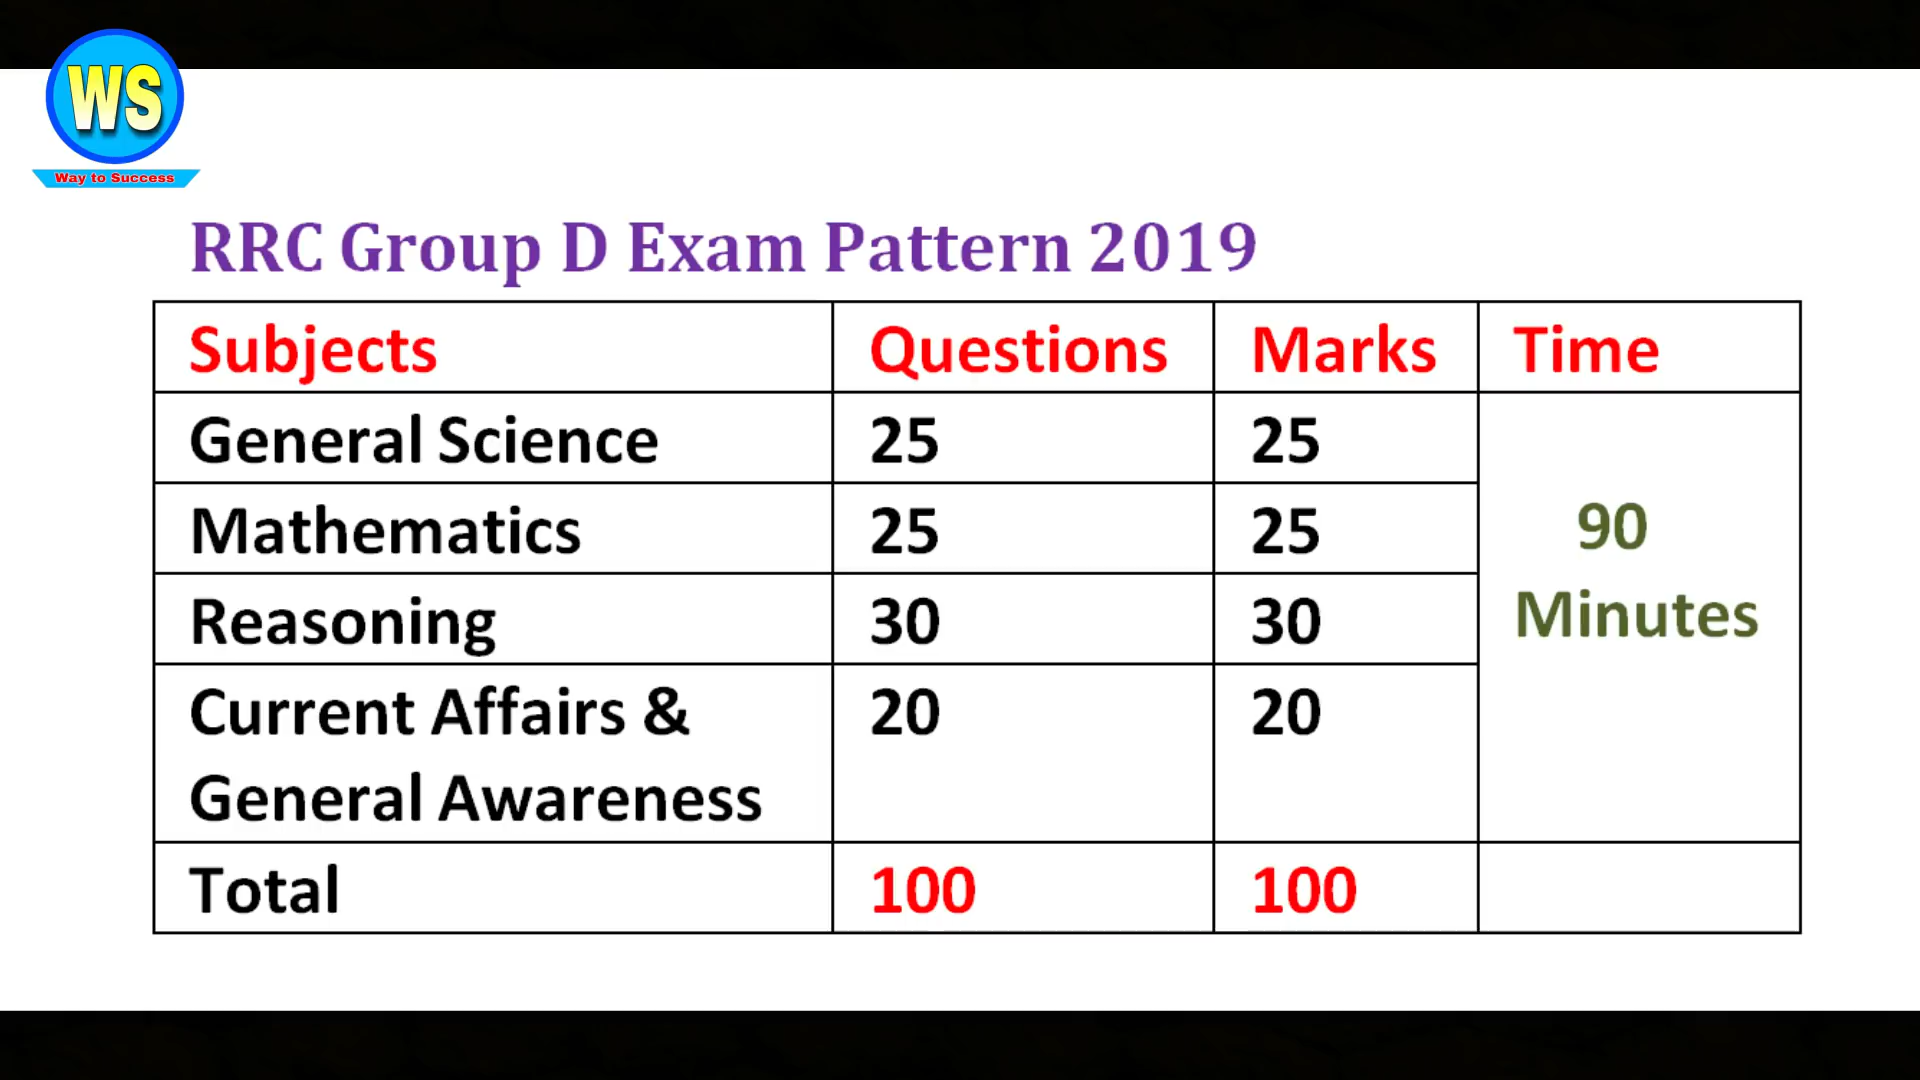 WS
Way to Success
RRC Group D Exam Pattern 2019
Subjects Questions Marks Time
General Science 25 25
Mathematics 25 25
90
Minutes
Reasoning 30 30
Current Affairs & 20 20
General Awareness
Total 100 100